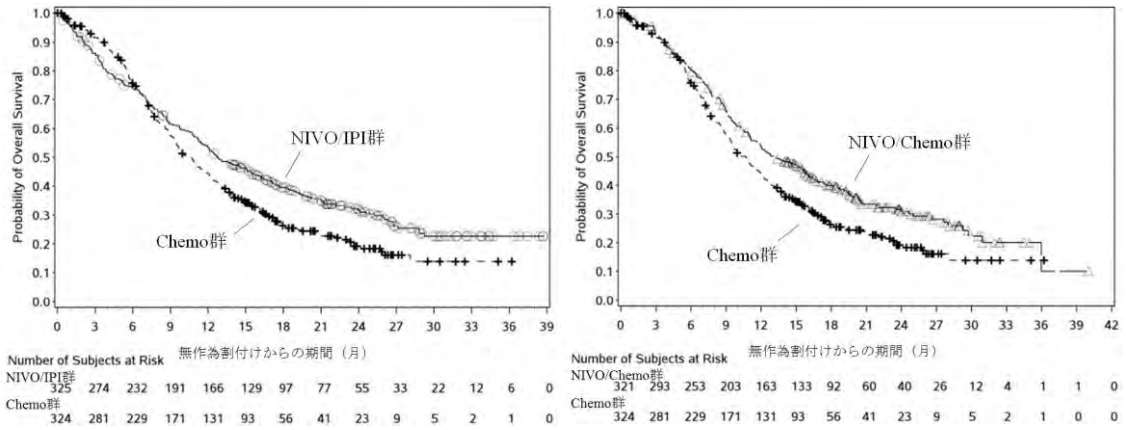 Probability of Overall Survival
1.0
0.9
0.8
0.7
0.6
0.5
0.4
0.3
0.2
0.1
0.0
NIVO/IPI群
Chemo群
0 3 6 9 12 15 18 21 24 27 30 33 36 39
無作為割付けからの期間（月）
Number of Subjects at Risk
NIVO/IPI群
325 274 232 191 166 129 97 77 55 33 22 12 6 0
Chemo群
324 281 229 171 131 93 56 41 23 9 5 2 1 0
Probability of Overall Survival
1.0
0.9
0.8
0.7
0.6
0.5
0.4
0.3
0.2
0.1
0.0
NIVO/Chemo群
Chemo群
0 3 6 9 12 15 18 21 24 27 30 33 36 39 42
無作為割付けからの期間（月）
Number of Subjects at Risk
NIVO/Chemo群
321 293 253 203 163 133 92 60 40 26 12 4 1 1 0
Chemo群
324 281 229 171 131 93 56 41 23 9 5 2 1 0 0